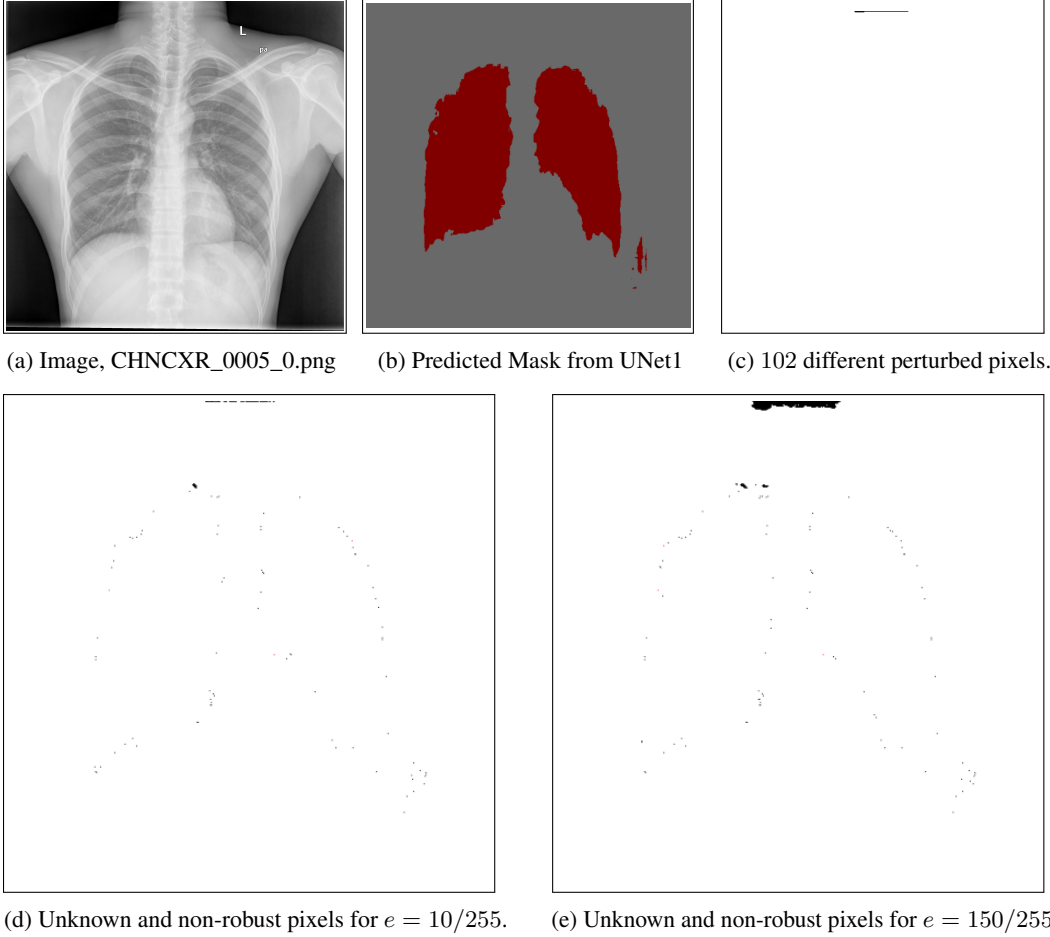 L
pa
(a) Image, CHNCXR_0005_0.png
(b) Predicted Mask from UNet1
(c) 102 different perturbed pixels.
(d) Unknown and non-robust pixels for e = 10/255.
(e) Unknown and non-robust pixels for e = 150/255